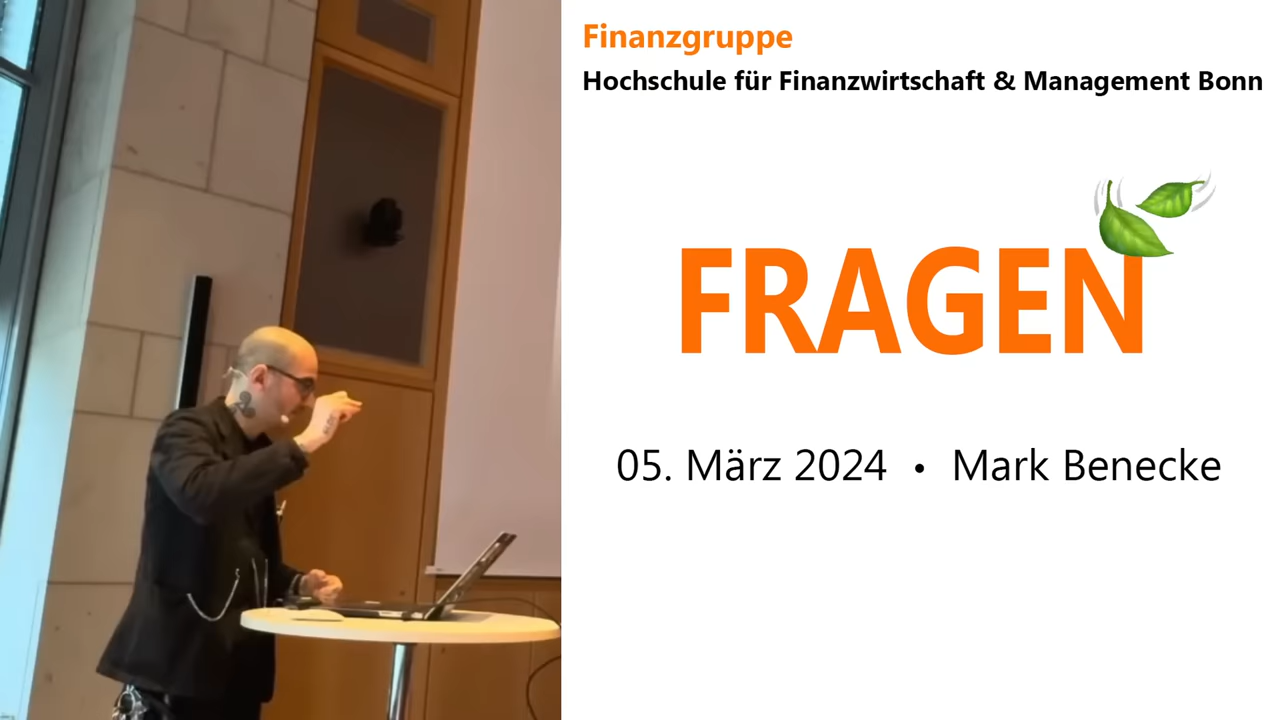 Finanzgruppe
Hochschule für Finanzwirtschaft & Management Bonn
FRAGEN
05. März 2024 • Mark Benecke